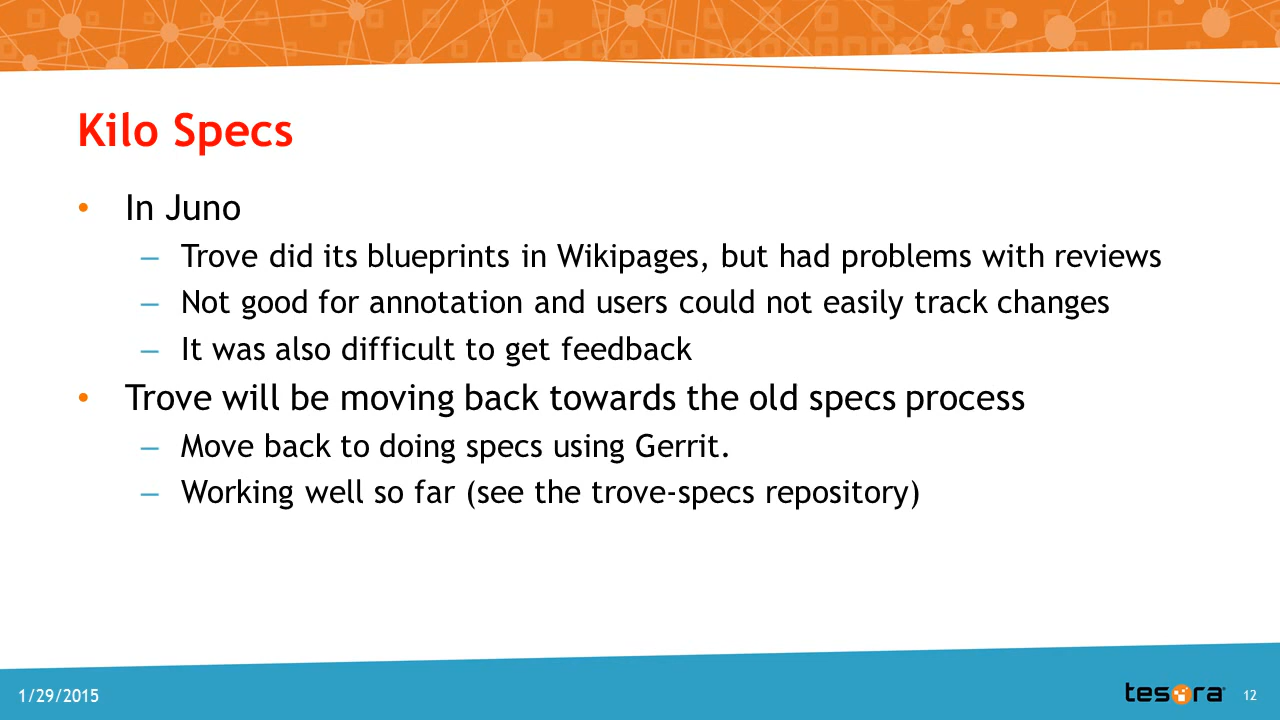 Kilo Specs
• In Juno
– Trove did its blueprints in Wikipages, but had problems with reviews
– Not good for annotation and users could not easily track changes
– It was also difficult to get feedback
• Trove will be moving back towards the old specs process
– Move back to doing specs using Gerrit.
– Working well so far (see the trove-specs repository)
1/29/2015
tesora
12